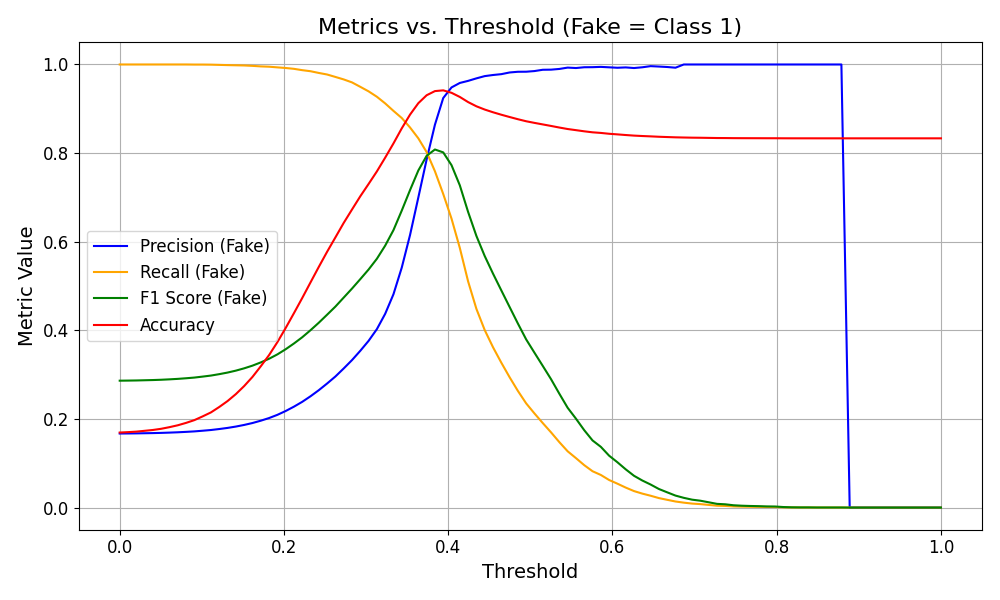 Metrics vs. Threshold (Fake = Class 1)
1.0
0.8
0.6
0.4
0.2
0.0
Metric Value
Precision (Fake)
Recall (Fake)
F1 Score (Fake)
Accuracy
0.0 0.2 0.4 0.6 0.8 1.0
Threshold